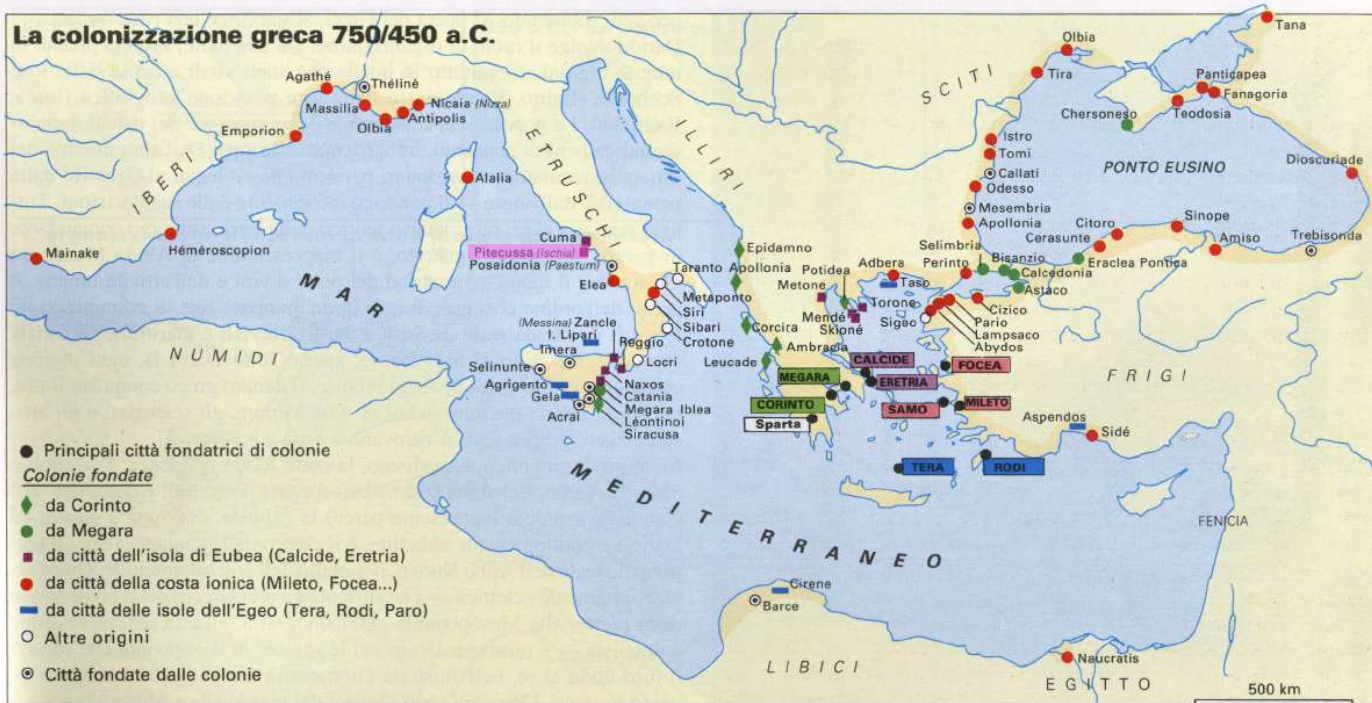 La colonizzazione greca 750/450 a.C.
Agathé
Théliné
Massilia
Olbia
Nicaia (Nizza)
Antipolis
Emporion
IBERI
Mainake
Héméroscopion
Alalia
ETRUSCHI
ILLIRI
SCITI
Cuma
Pitecussa (Ischia)
Poseidonia (Paestum)
Elea
Taranto
Metaponto
Siri
Sibari
Crotone
(Messina) Zancle
I. Lipari
Reggio
Imera
Locri
Selinunte
Agrigento
Gela
Acrai
Naxos
Catania
Megara Iblea
Léontinoi
Siracusa
NUMIDI
MAR
MEDITERRANEO
Epidamno
Apollonia
Corcira
Ambracia
Leucade
Potidea
Metone
Mendé
Skioné
Toroné
Adbera
Taso
Sigeo
Perinto
Selimbria
Bisanzio
Calcedonia
Astaco
Cizico
Pario
Lampsaco
Abydos
Olbia
Tira
Istro
Tomi
Callati
Odesso
Mesembria
Apollonia
Tana
Panticapea
Fanagoria
Teodosia
Chersoneso
Dioscuriade
PONTO EUSINO
Citoro
Cerasunte
Eraclea Pontica
Sinope
Amiso
Trebisonda
MEGARA
CORINTO
Sparta
CALCIDE
ERETRIA
FOCEA
SAMO
MILETO
TERA
RODI
FRIGI
Aspendos
Sidé
FENICIA
Cirene
Barce
LIBICI
Naucratis
EGITTO
500 km
Principali città fondatrici di colonie
Colonie fondate
da Corinto
da Megara
da città dell'isola di Eubea (Calcide, Eretria)
da città della costa ionica (Mileto, Focea...)
da città delle isole dell'Egeo (Tera, Rodi, Paro)
Altre origini
Città fondate dalle colonie